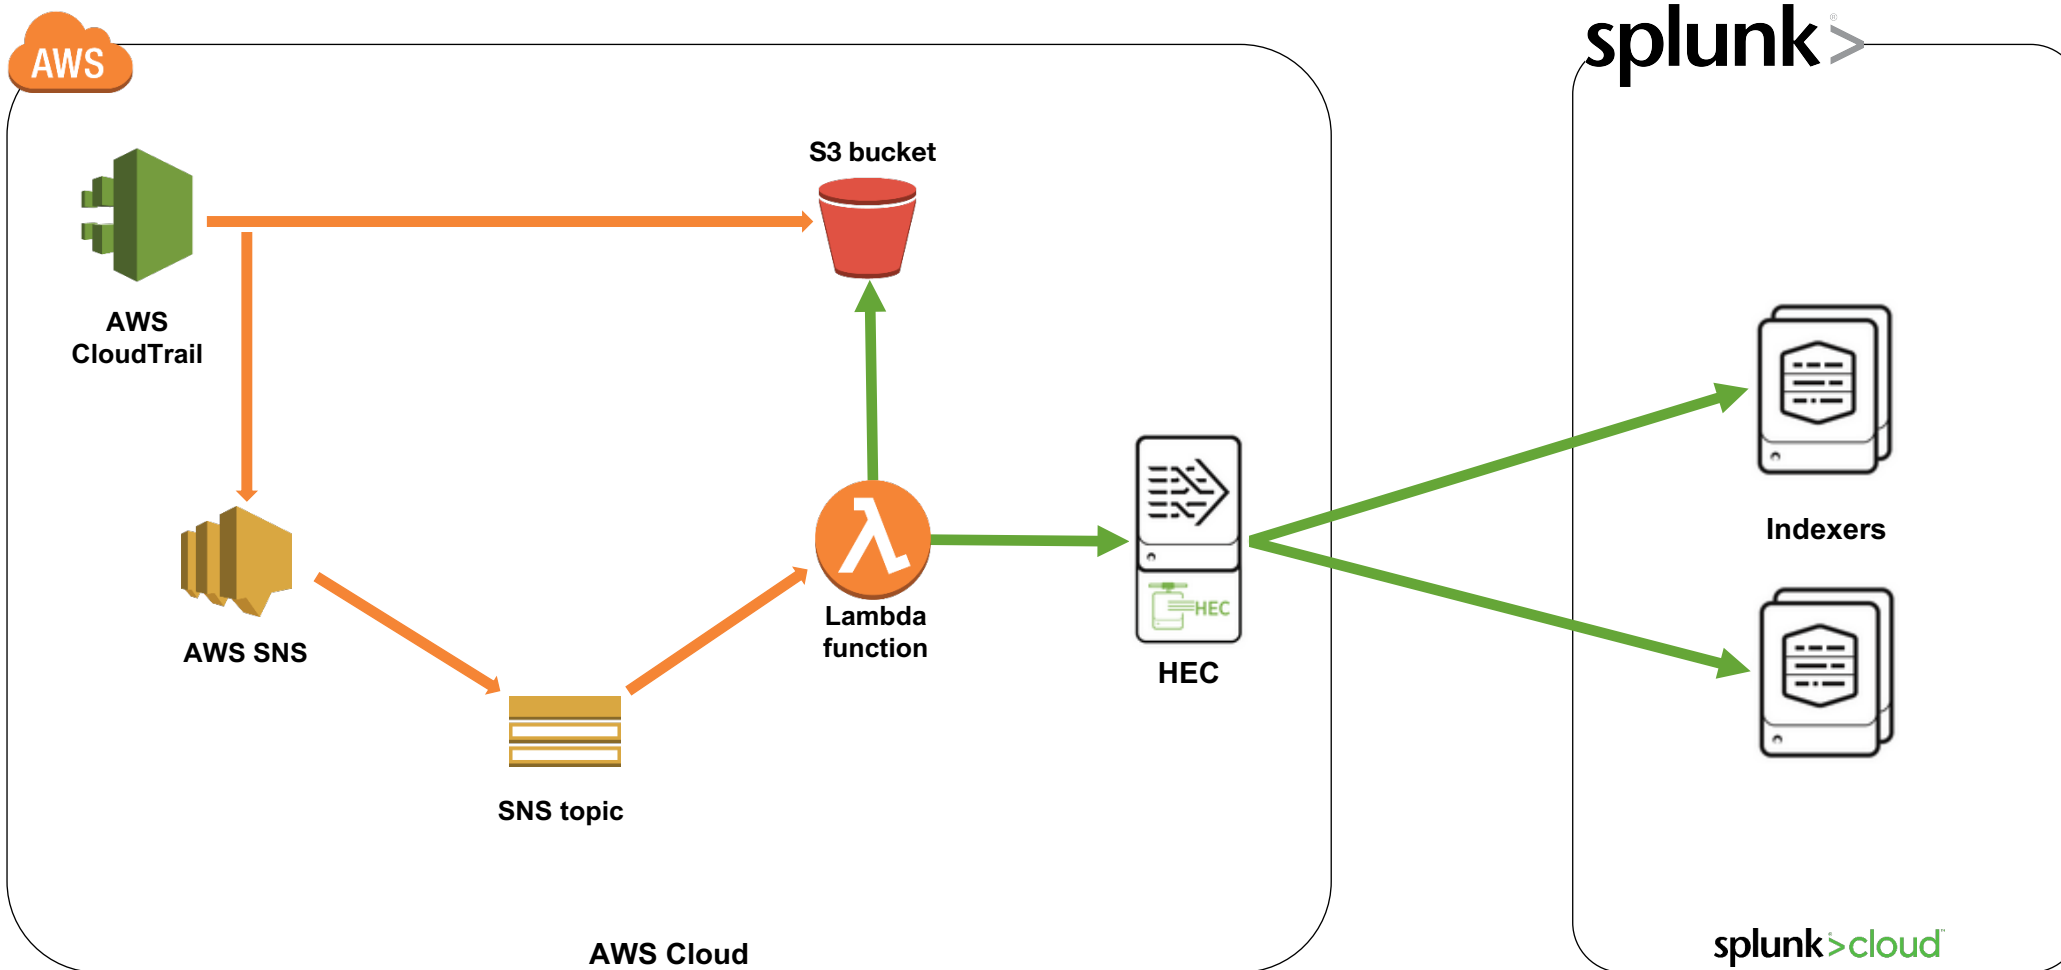 AWS
splunk>
S3 bucket
AWS
CloudTrail
Indexers
HEC
Lambda
function
AWS SNS
HEC
SNS topic
AWS Cloud
splunk>cloud